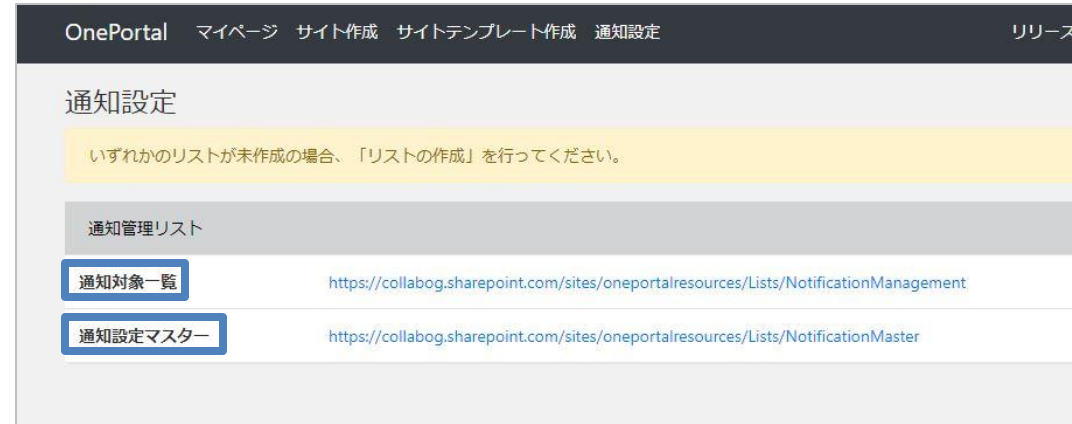 OnePortal マイページ サイト作成 サイトテンプレート作成 通知設定 リリース
通知設定
いずれかのリストが未作成の場合、「リストの作成」を行ってください。
通知管理リスト
通知対象一覧 https://collabog.sharepoint.com/sites/oneportalresources/Lists/NotificationManagement
通知設定マスター https://collabog.sharepoint.com/sites/oneportalresources/Lists/NotificationMaster